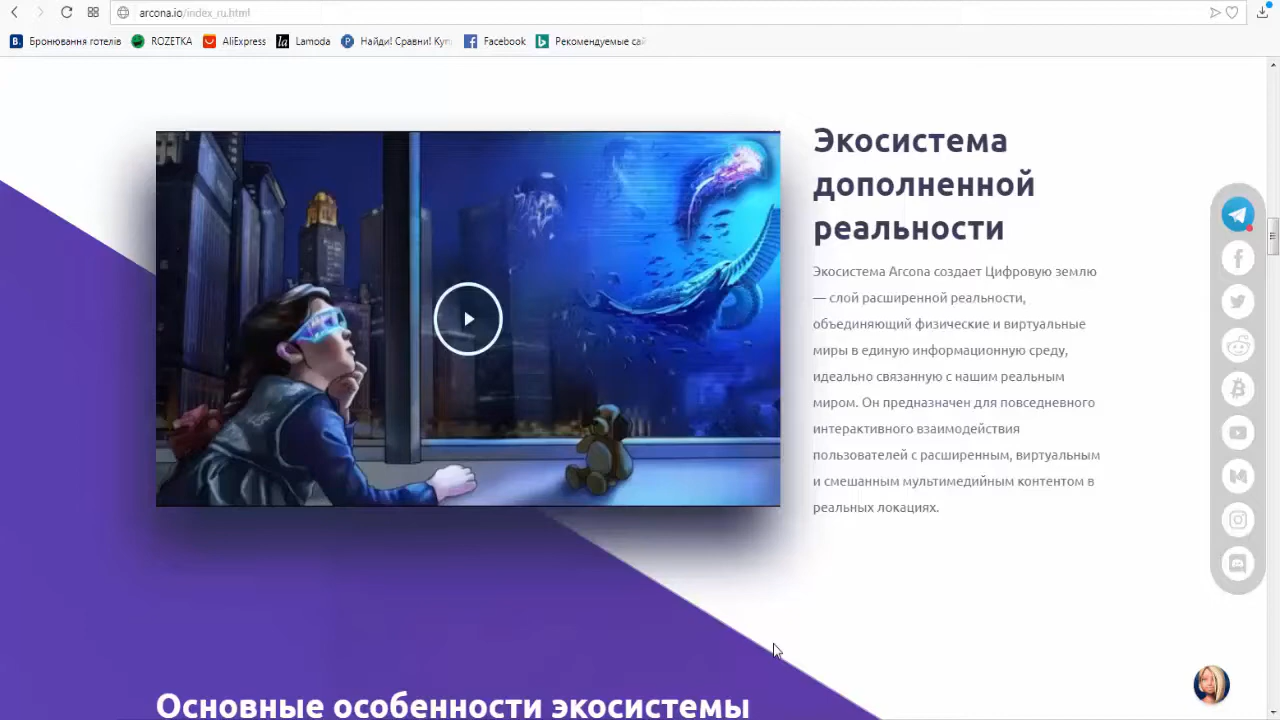 arcona.io/index_ru.html
Бронювання готелів
ROZETKA
AliExpress
Lamoda
Найди! Сравни! Куп
Facebook
Рекомендуемые сай
Экосистема
дополненной
реальности
Экосистема Arcona создает Цифровую землю
— слой расширенной реальности,
объединяющий физические и виртуальные
миры в единую информационную среду,
идеально связанную с нашим реальным
миром. Он предназначен для повседневного
интерактивного взаимодействия
пользователей с расширенным, виртуальным
и смешанным мультимедийным контентом в
реальных локациях.
Основные особенности экосистемы